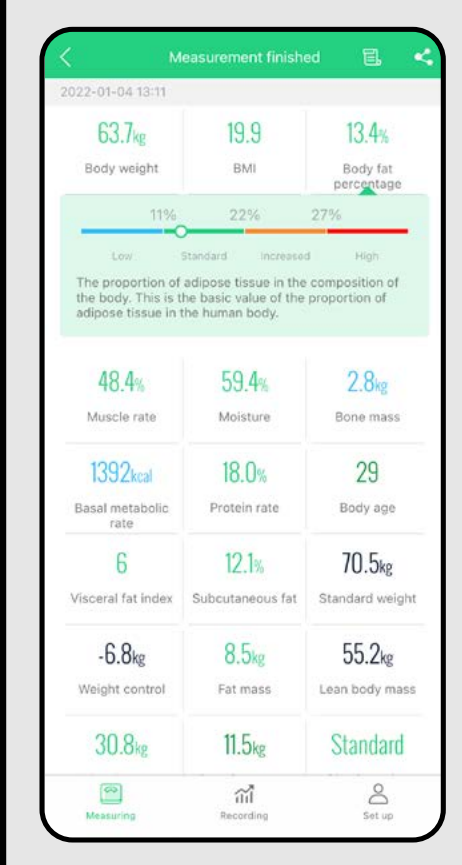 Measurement finished
2022-01-04 13:11
63.7kg 19.9 13.4%
Body weight BMI Body fat
percentage
11% 22% 27%
Low Standard Increased High
The proportion of adipose tissue in the composition of
the body. This is the basic value of the proportion of
adipose tissue in the human body.
48.4% 59.4% 2.8kg
Muscle rate Moisture Bone mass
1392kcal 18.0% 29
Basal metabolic Protein rate Body age
rate
6 12.1% 70.5kg
Visceral fat index Subcutaneous fat Standard weight
-6.8kg 8.5kg 55.2kg
Weight control Fat mass Lean body mass
30.8kg 11.5kg Standard
Measuring Recording Set up